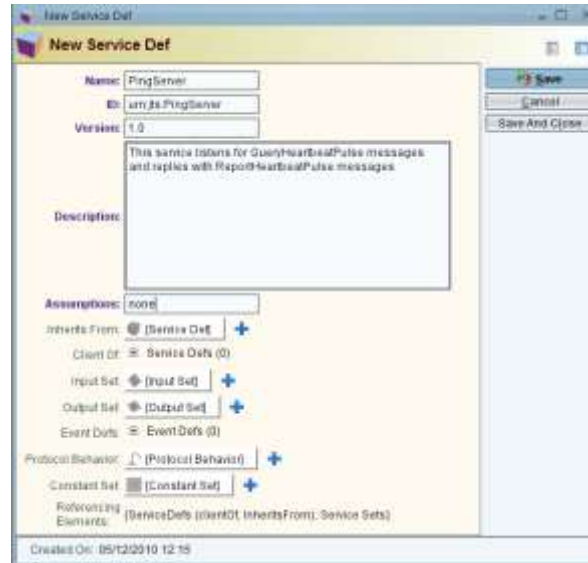 New Service Def
New Service Def
Name: PingServer
ID: urn.jts.PingServer
Version: 1.0
Description: This service listens for QueryHeartbeatPulse messages
and replies with ReportHeartbeatPulse messages
Assumptions: none
Inherits From: (Service Def)
Client Of: Service Defs (0)
Input Set: (Input Set)
Output Set: (Output Set)
Event Defs: Event Defs (0)
Protocol Behavior: (Protocol Behavior)
Constant Set: (Constant Set)
Referencing
Elements: (ServiceDefs (clientOf, InheritsFrom), Service Sets)
Created On: 05/12/2010 12:15
Save
Cancel
Save And Close